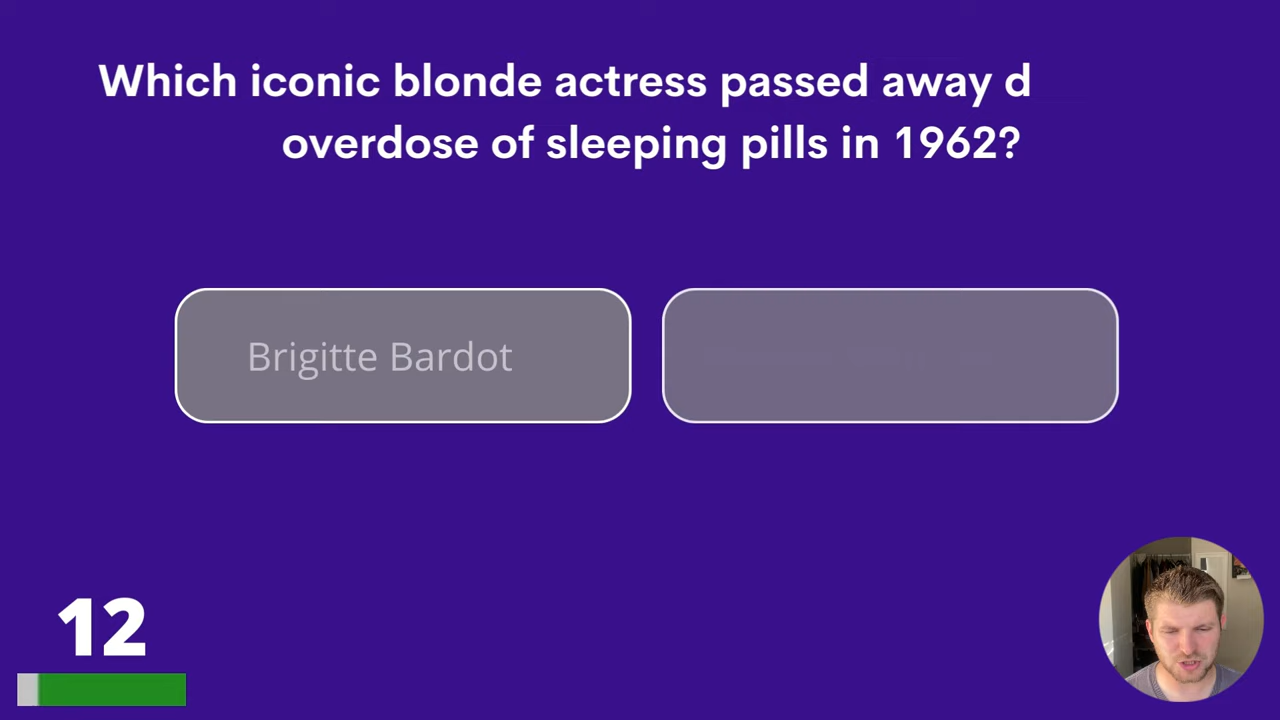 Which iconic blonde actress passed away d
overdose of sleeping pills in 1962?
Brigitte Bardot
12